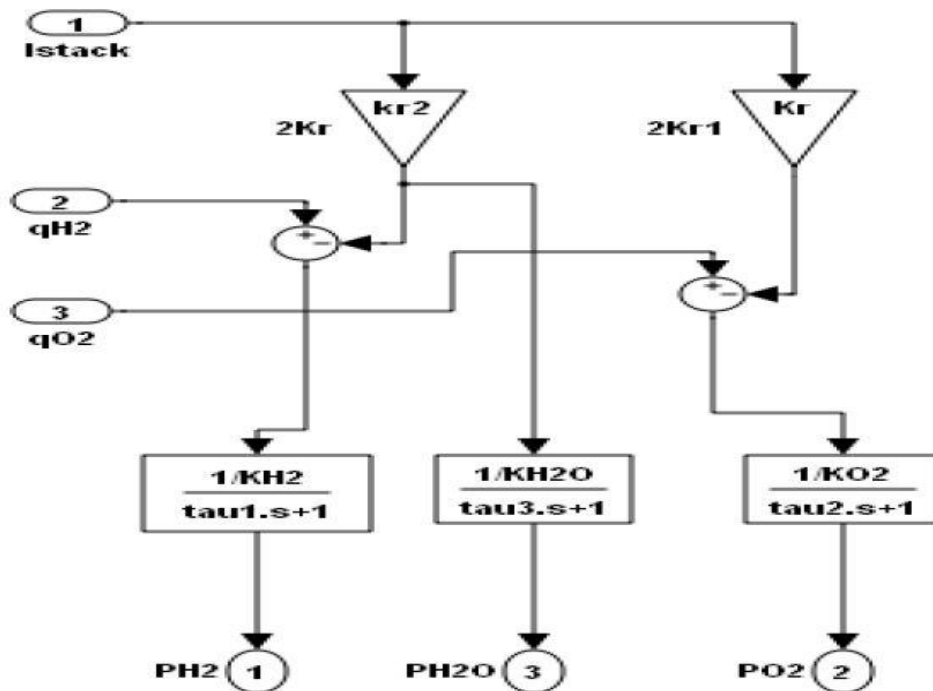 1
Istack
kr2
2Kr
Kr
2Kr1
2
qH2
+
−
+
−
3
qO2
1/KH2
tau1.s+1
1/KH2O
tau3.s+1
1/KO2
tau2.s+1
PH2 1
PH2O 3
PO2 2